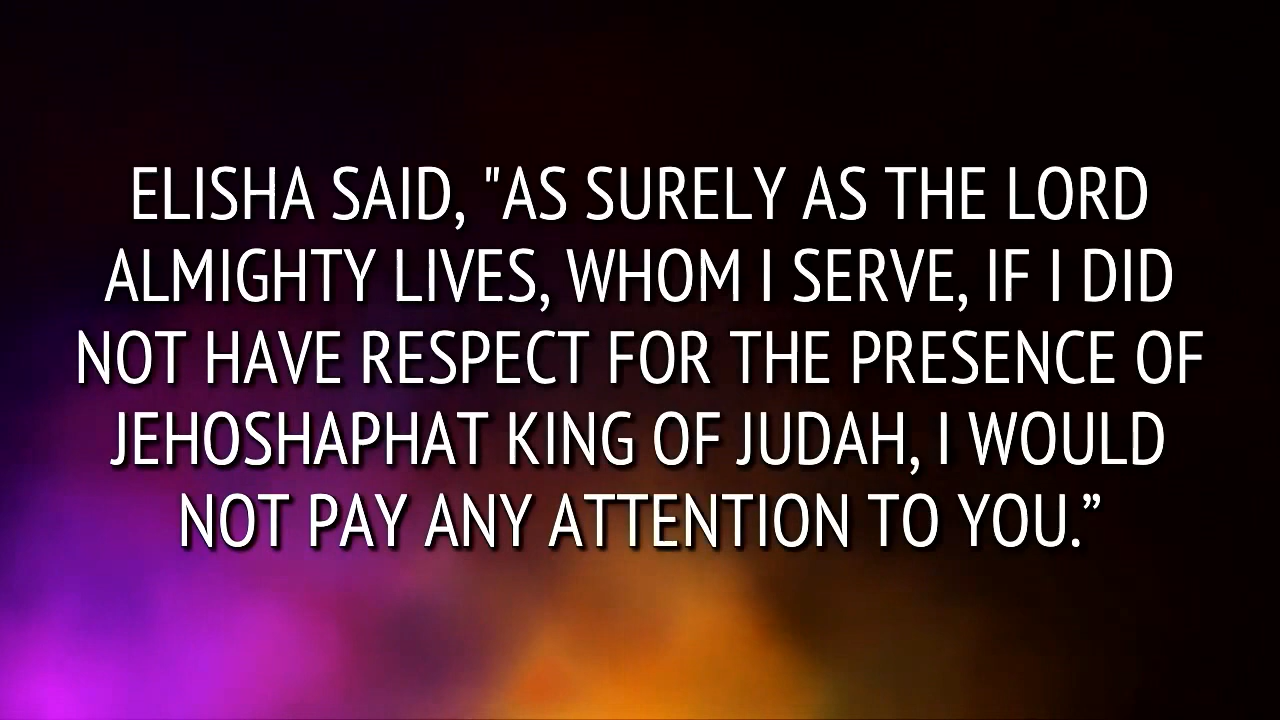 ELISHA SAID, "AS SURELY AS THE LORD
ALMIGHTY LIVES, WHOM I SERVE, IF I DID
NOT HAVE RESPECT FOR THE PRESENCE OF
JEHOSHAPHAT KING OF JUDAH, I WOULD
NOT PAY ANY ATTENTION TO YOU.”